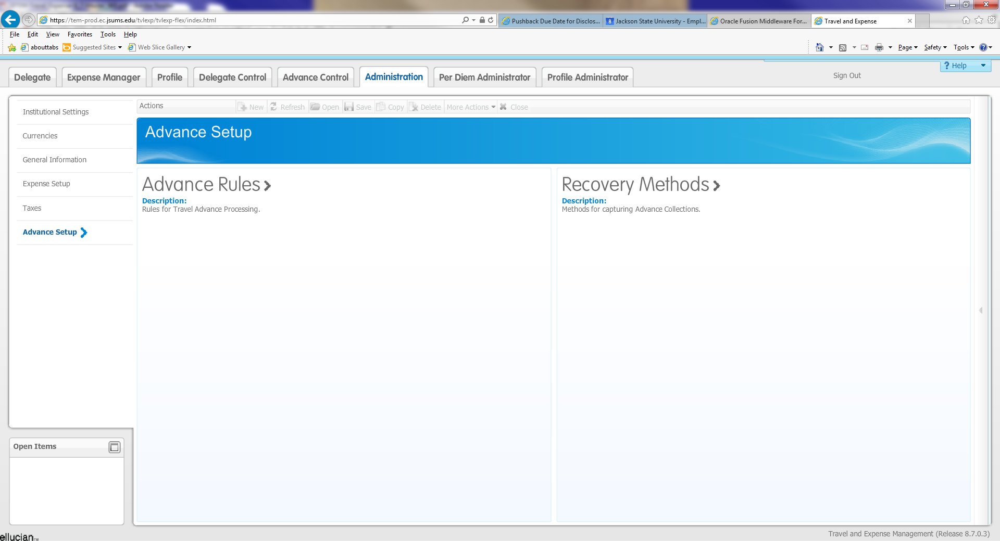 https://tem-prod.ec.jsums.edu/tvlexp/tvlexp-flex/index.html
Pushback Due Date for Disclos...
8 Jackson State University - Empl...
Oracle Fusion Middleware For...
Travel and Expense
File Edit View Favorites Tools Help
abouttabs Suggested Sites Web Slice Gallery
Page Safety Tools
? Help
Delegate Expense Manager Profile Delegate Control Advance Control Administration Per Diem Administrator Profile Administrator
Sign Out
Institutional Settings
Currencies
General Information
Expense Setup
Taxes
Advance Setup
Actions New Refresh Open Save Copy Delete More Actions Close
Advance Setup
Advance Rules
Description:
Rules for Travel Advance Processing.
Recovery Methods
Description:
Methods for capturing Advance Collections.
Open Items
ellucian™
Travel and Expense Management (Release 8.7.0.3)